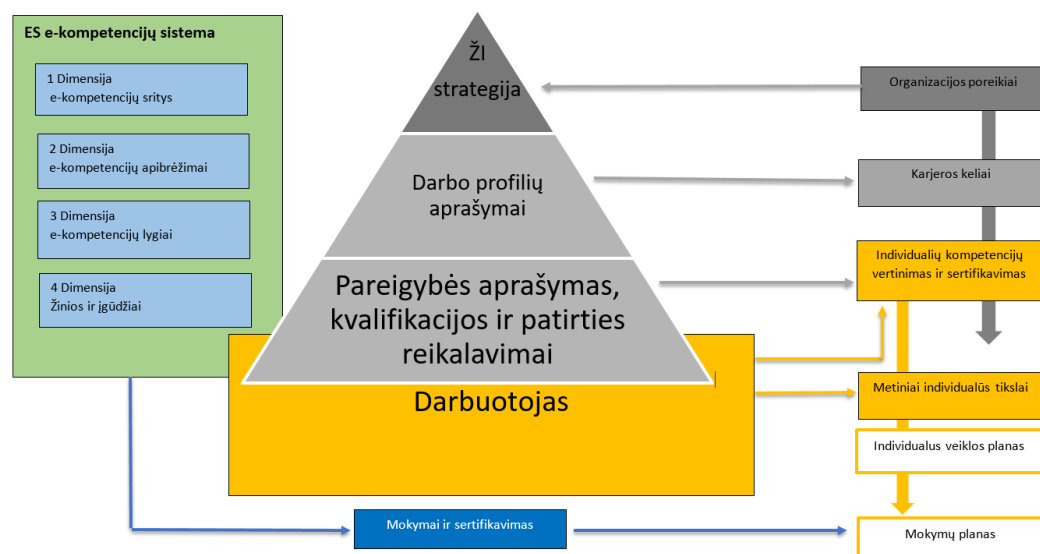 ES e-kompetencijų sistema
1 Dimensija
e-kompetencijų sritys
2 Dimensija
e-kompetencijų apibrėžimai
3 Dimensija
e-kompetencijų lygiai
4 Dimensija
Žinios ir įgūdžiai
ŽI
strategija
Darbo profilių
aprašymai
Pareigybės aprašymas,
kvalifikacijos ir patirties
reikalavimai
Darbuotojas
Mokymai ir sertifikavimas
Organizacijos poreikiai
Karjeros keliai
Individualių kompetencijų
vertinimas ir sertifikavimas
Metiniai individualūs tikslai
Individualus veiklos planas
Mokymų planas